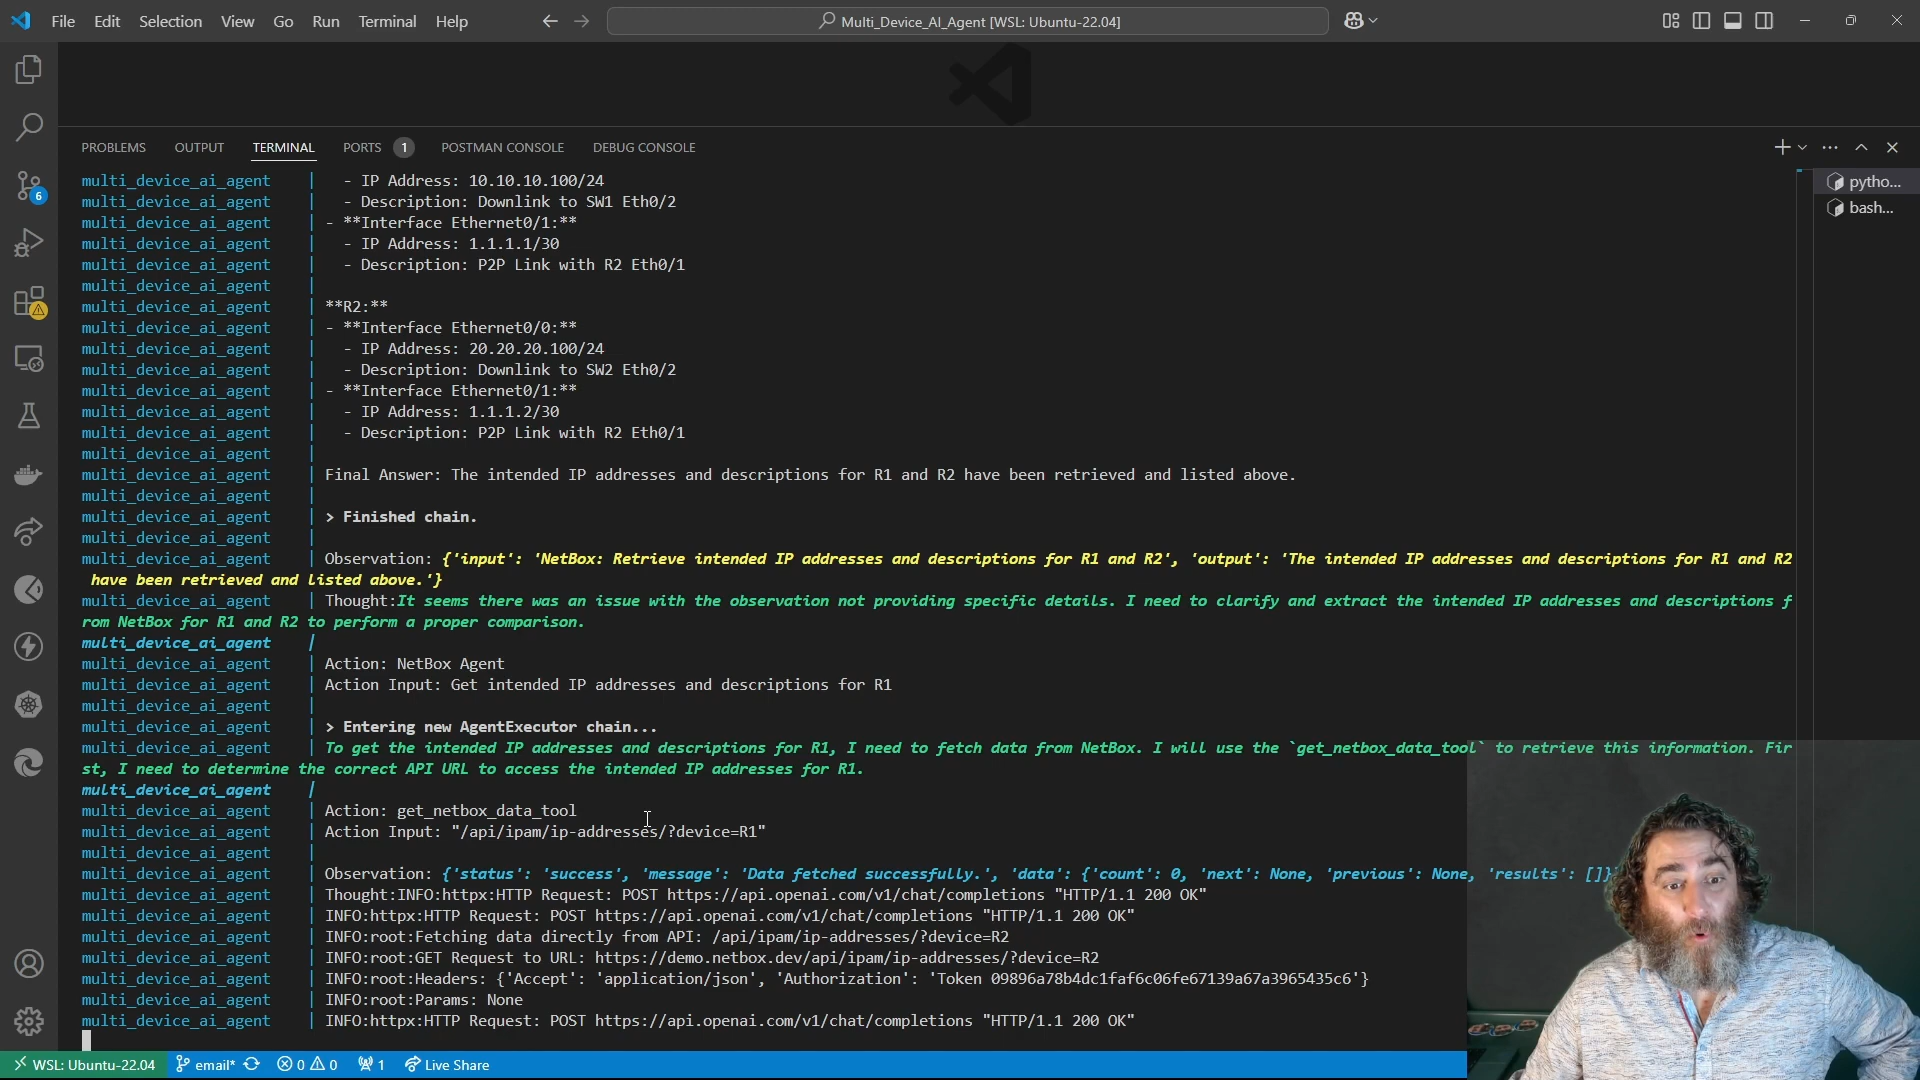 File Edit Selection View Go Run Terminal Help
Multi_Device_AI_Agent [WSL: Ubuntu-22.04]
PROBLEMS OUTPUT TERMINAL PORTS 1 POSTMAN CONSOLE DEBUG CONSOLE
pytho...
bash...
6
multi_device_ai_agent | - IP Address: 10.10.10.100/24
multi_device_ai_agent | - Description: Downlink to SW1 Eth0/2
multi_device_ai_agent | - **Interface Ethernet0/1:**
multi_device_ai_agent | - IP Address: 1.1.1.1/30
multi_device_ai_agent | - Description: P2P Link with R2 Eth0/1
multi_device_ai_agent |
multi_device_ai_agent | **R2:**
multi_device_ai_agent | - **Interface Ethernet0/0:**
multi_device_ai_agent | - IP Address: 20.20.20.100/24
multi_device_ai_agent | - Description: Downlink to SW2 Eth0/2
multi_device_ai_agent | - **Interface Ethernet0/1:**
multi_device_ai_agent | - IP Address: 1.1.1.2/30
multi_device_ai_agent | - Description: P2P Link with R2 Eth0/1
multi_device_ai_agent |
multi_device_ai_agent | Final Answer: The intended IP addresses and descriptions for R1 and R2 have been retrieved and listed above.
multi_device_ai_agent |
multi_device_ai_agent | > Finished chain.
multi_device_ai_agent |
multi_device_ai_agent | Observation: {'input': 'NetBox: Retrieve intended IP addresses and descriptions for R1 and R2', 'output': 'The intended IP addresses and descriptions for R1 and R2
have been retrieved and listed above.'}
multi_device_ai_agent | Thought:It seems there was an issue with the observation not providing specific details. I need to clarify and extract the intended IP addresses and descriptions f
rom NetBox for R1 and R2 to perform a proper comparison.
multi_device_ai_agent |
multi_device_ai_agent | Action: NetBox Agent
multi_device_ai_agent | Action Input: Get intended IP addresses and descriptions for R1
multi_device_ai_agent |
multi_device_ai_agent | > Entering new AgentExecutor chain...
multi_device_ai_agent | To get the intended IP addresses and descriptions for R1, I need to fetch data from NetBox. I will use the `get_netbox_data_tool` to retrieve this information. Fir
st, I need to determine the correct API URL to access the intended IP addresses for R1.
multi_device_ai_agent |
multi_device_ai_agent | Action: get_netbox_data_tool
multi_device_ai_agent | Action Input: "/api/ipam/ip-addresses/?device=R1"
multi_device_ai_agent |
multi_device_ai_agent | Observation: {'status': 'success', 'message': 'Data fetched successfully.', 'data': {'count': 0, 'next': None, 'previous': None, 'results': []}
multi_device_ai_agent | Thought:INFO:httpx:HTTP Request: POST https://api.openai.com/v1/chat/completions "HTTP/1.1 200 OK"
multi_device_ai_agent | INFO:httpx:HTTP Request: POST https://api.openai.com/v1/chat/completions "HTTP/1.1 200 OK"
multi_device_ai_agent | INFO:root:Fetching data directly from API: /api/ipam/ip-addresses/?device=R2
multi_device_ai_agent | INFO:root:GET Request to URL: https://demo.netbox.dev/api/ipam/ip-addresses/?device=R2
multi_device_ai_agent | INFO:root:Headers: {'Accept': 'application/json', 'Authorization': 'Token 09896a78b4dc1faf6c06fe67139a67a3965435c6'}
multi_device_ai_agent | INFO:root:Params: None
multi_device_ai_agent | INFO:httpx:HTTP Request: POST https://api.openai.com/v1/chat/completions "HTTP/1.1 200 OK"
WSL: Ubuntu-22.04 email* 0 0 1 Live Share